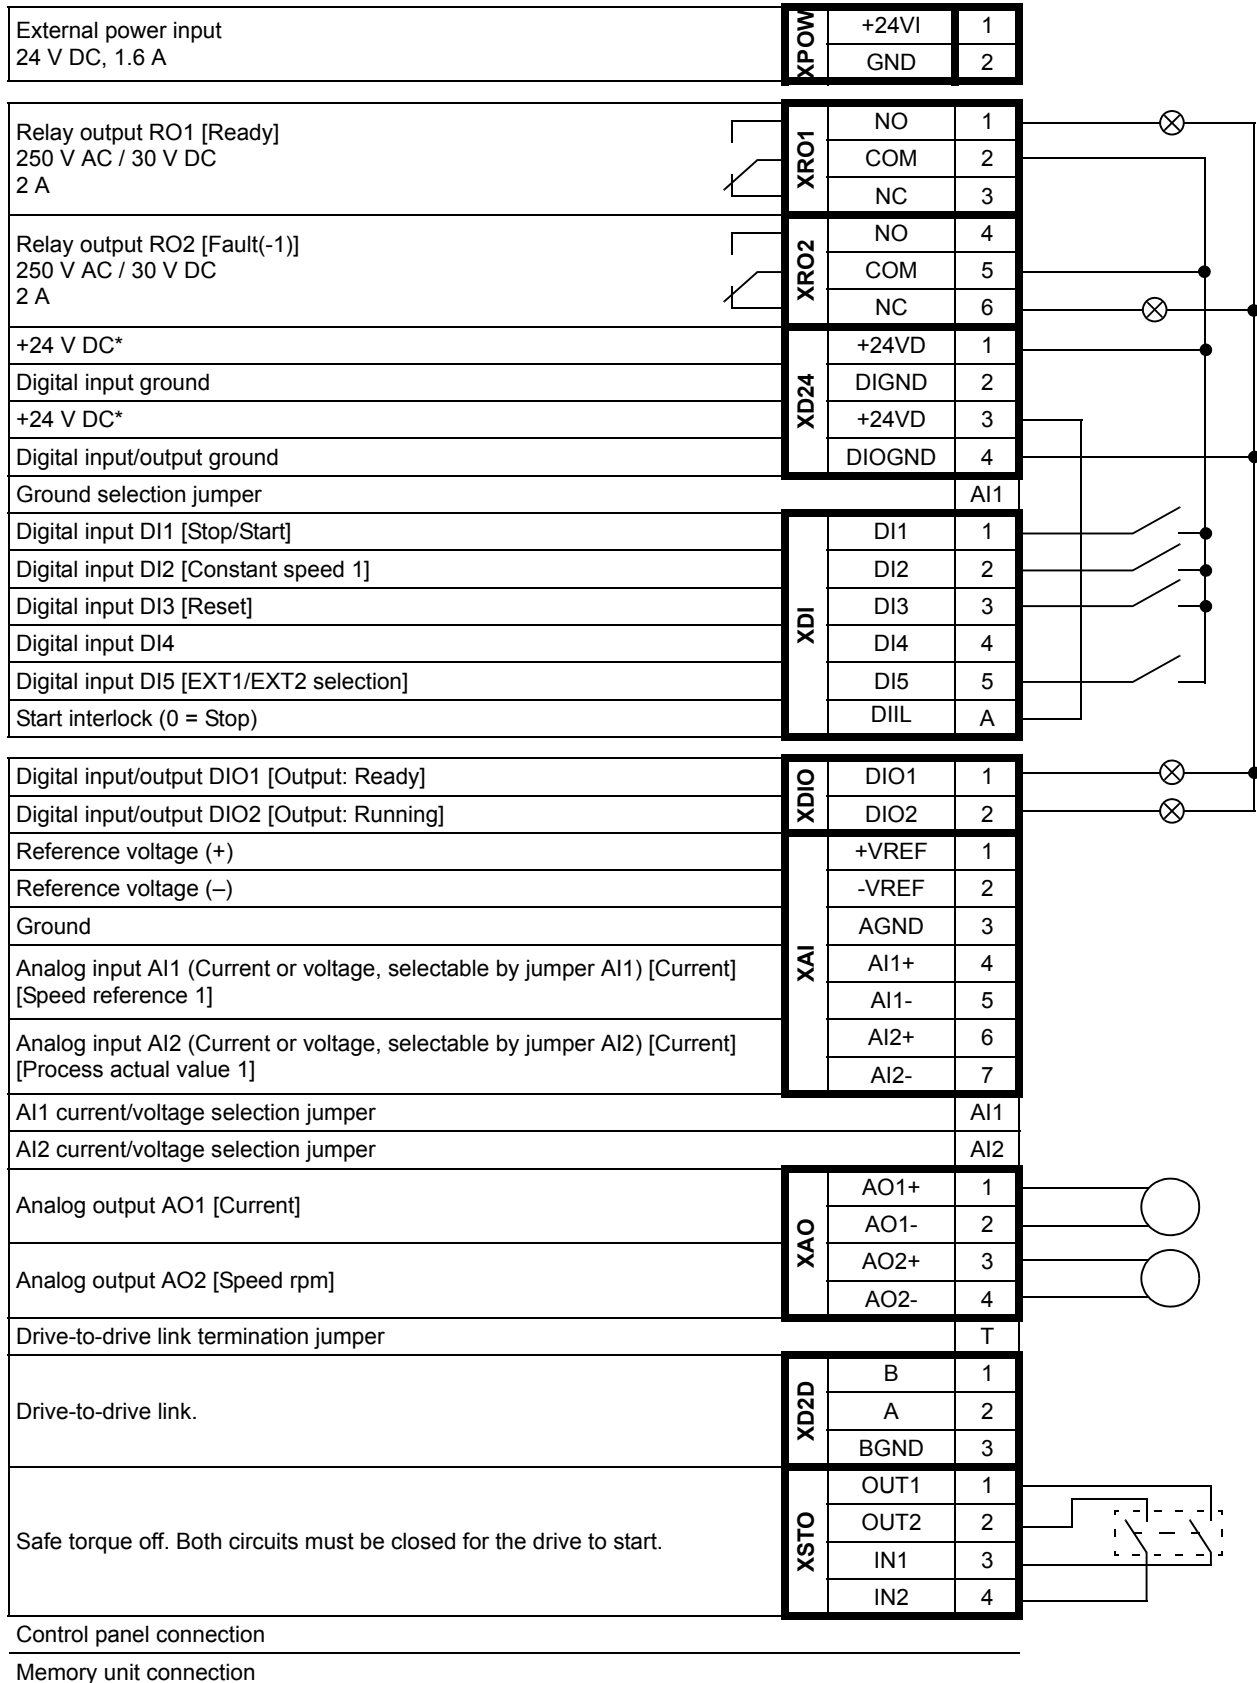 External power input
24 V DC, 1.6 A
XPOW
+24VI 1
GND 2
Relay output RO1 [Ready]
250 V AC / 30 V DC
2 A
XRO1
NO 1
COM 2
NC 3
Relay output RO2 [Fault(-1)]
250 V AC / 30 V DC
2 A
XRO2
NO 4
COM 5
NC 6
XD24
+24 V DC* +24VD 1
Digital input ground DIGND 2
+24 V DC* +24VD 3
Digital input/output ground DIOGND 4
Ground selection jumper AI1
XDI
Digital input DI1 [Stop/Start] DI1 1
Digital input DI2 [Constant speed 1] DI2 2
Digital input DI3 [Reset] DI3 3
Digital input DI4 DI4 4
Digital input DI5 [EXT1/EXT2 selection] DI5 5
Start interlock (0 = Stop) DIIL A
XDIO
Digital input/output DIO1 [Output: Ready] DIO1 1
Digital input/output DIO2 [Output: Running] DIO2 2
XAI
Reference voltage (+) +VREF 1
Reference voltage (–) -VREF 2
Ground AGND 3
Analog input AI1 (Current or voltage, selectable by jumper AI1) [Current]
[Speed reference 1]
AI1+ 4
AI1- 5
Analog input AI2 (Current or voltage, selectable by jumper AI2) [Current]
[Process actual value 1]
AI2+ 6
AI2- 7
AI1 current/voltage selection jumper AI1
AI2 current/voltage selection jumper AI2
XAO
Analog output AO1 [Current]
AO1+ 1
AO1- 2
Analog output AO2 [Speed rpm]
AO2+ 3
AO2- 4
Drive-to-drive link termination jumper T
Drive-to-drive link.
XD2D
B 1
A 2
BGND 3
Safe torque off. Both circuits must be closed for the drive to start.
XSTO
OUT1 1
OUT2 2
IN1 3
IN2 4
Control panel connection
Memory unit connection